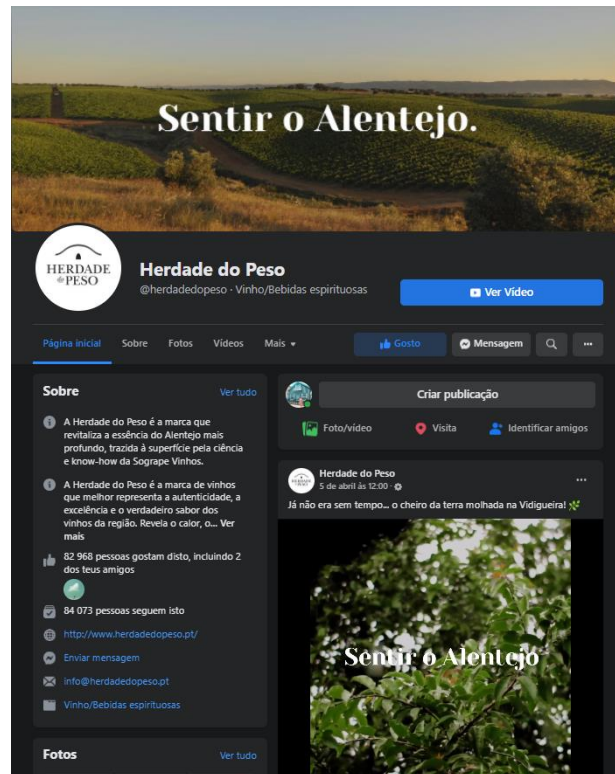 Sentir o Alentejo.
HERDADE
do PESO
Herdade do Peso
@herdadedopeso · Vinho/Bebidas espirituosas
Ver Vídeo
Página inicial
Sobre
Fotos
Vídeos
Mais
Gosto
Mensagem
Sobre
Ver tudo
A Herdade do Peso é a marca que
revitaliza a essência do Alentejo mais
profundo, trazida à superfície pela ciência
e know-how da Sogrape Vinhos.
A Herdade do Peso é a marca de vinhos
que melhor representa a autenticidade, a
excelência e o verdadeiro sabor dos
vinhos da região. Revela o calor, o... Ver
mais
82 968 pessoas gostam disto, incluindo 2
dos teus amigos
84 073 pessoas seguem isto
http://www.herdadedopeso.pt/
Enviar mensagem
info@herdadedopeso.pt
Vinho/Bebidas espirituosas
Fotos
Ver tudo
Criar publicação
Foto/vídeo
Visita
Identificar amigos
Herdade do Peso
5 de abril às 12:00 ·
Já não era sem tempo... o cheiro da terra molhada na Vidigueira! 🌿
Sentir o Alentejo